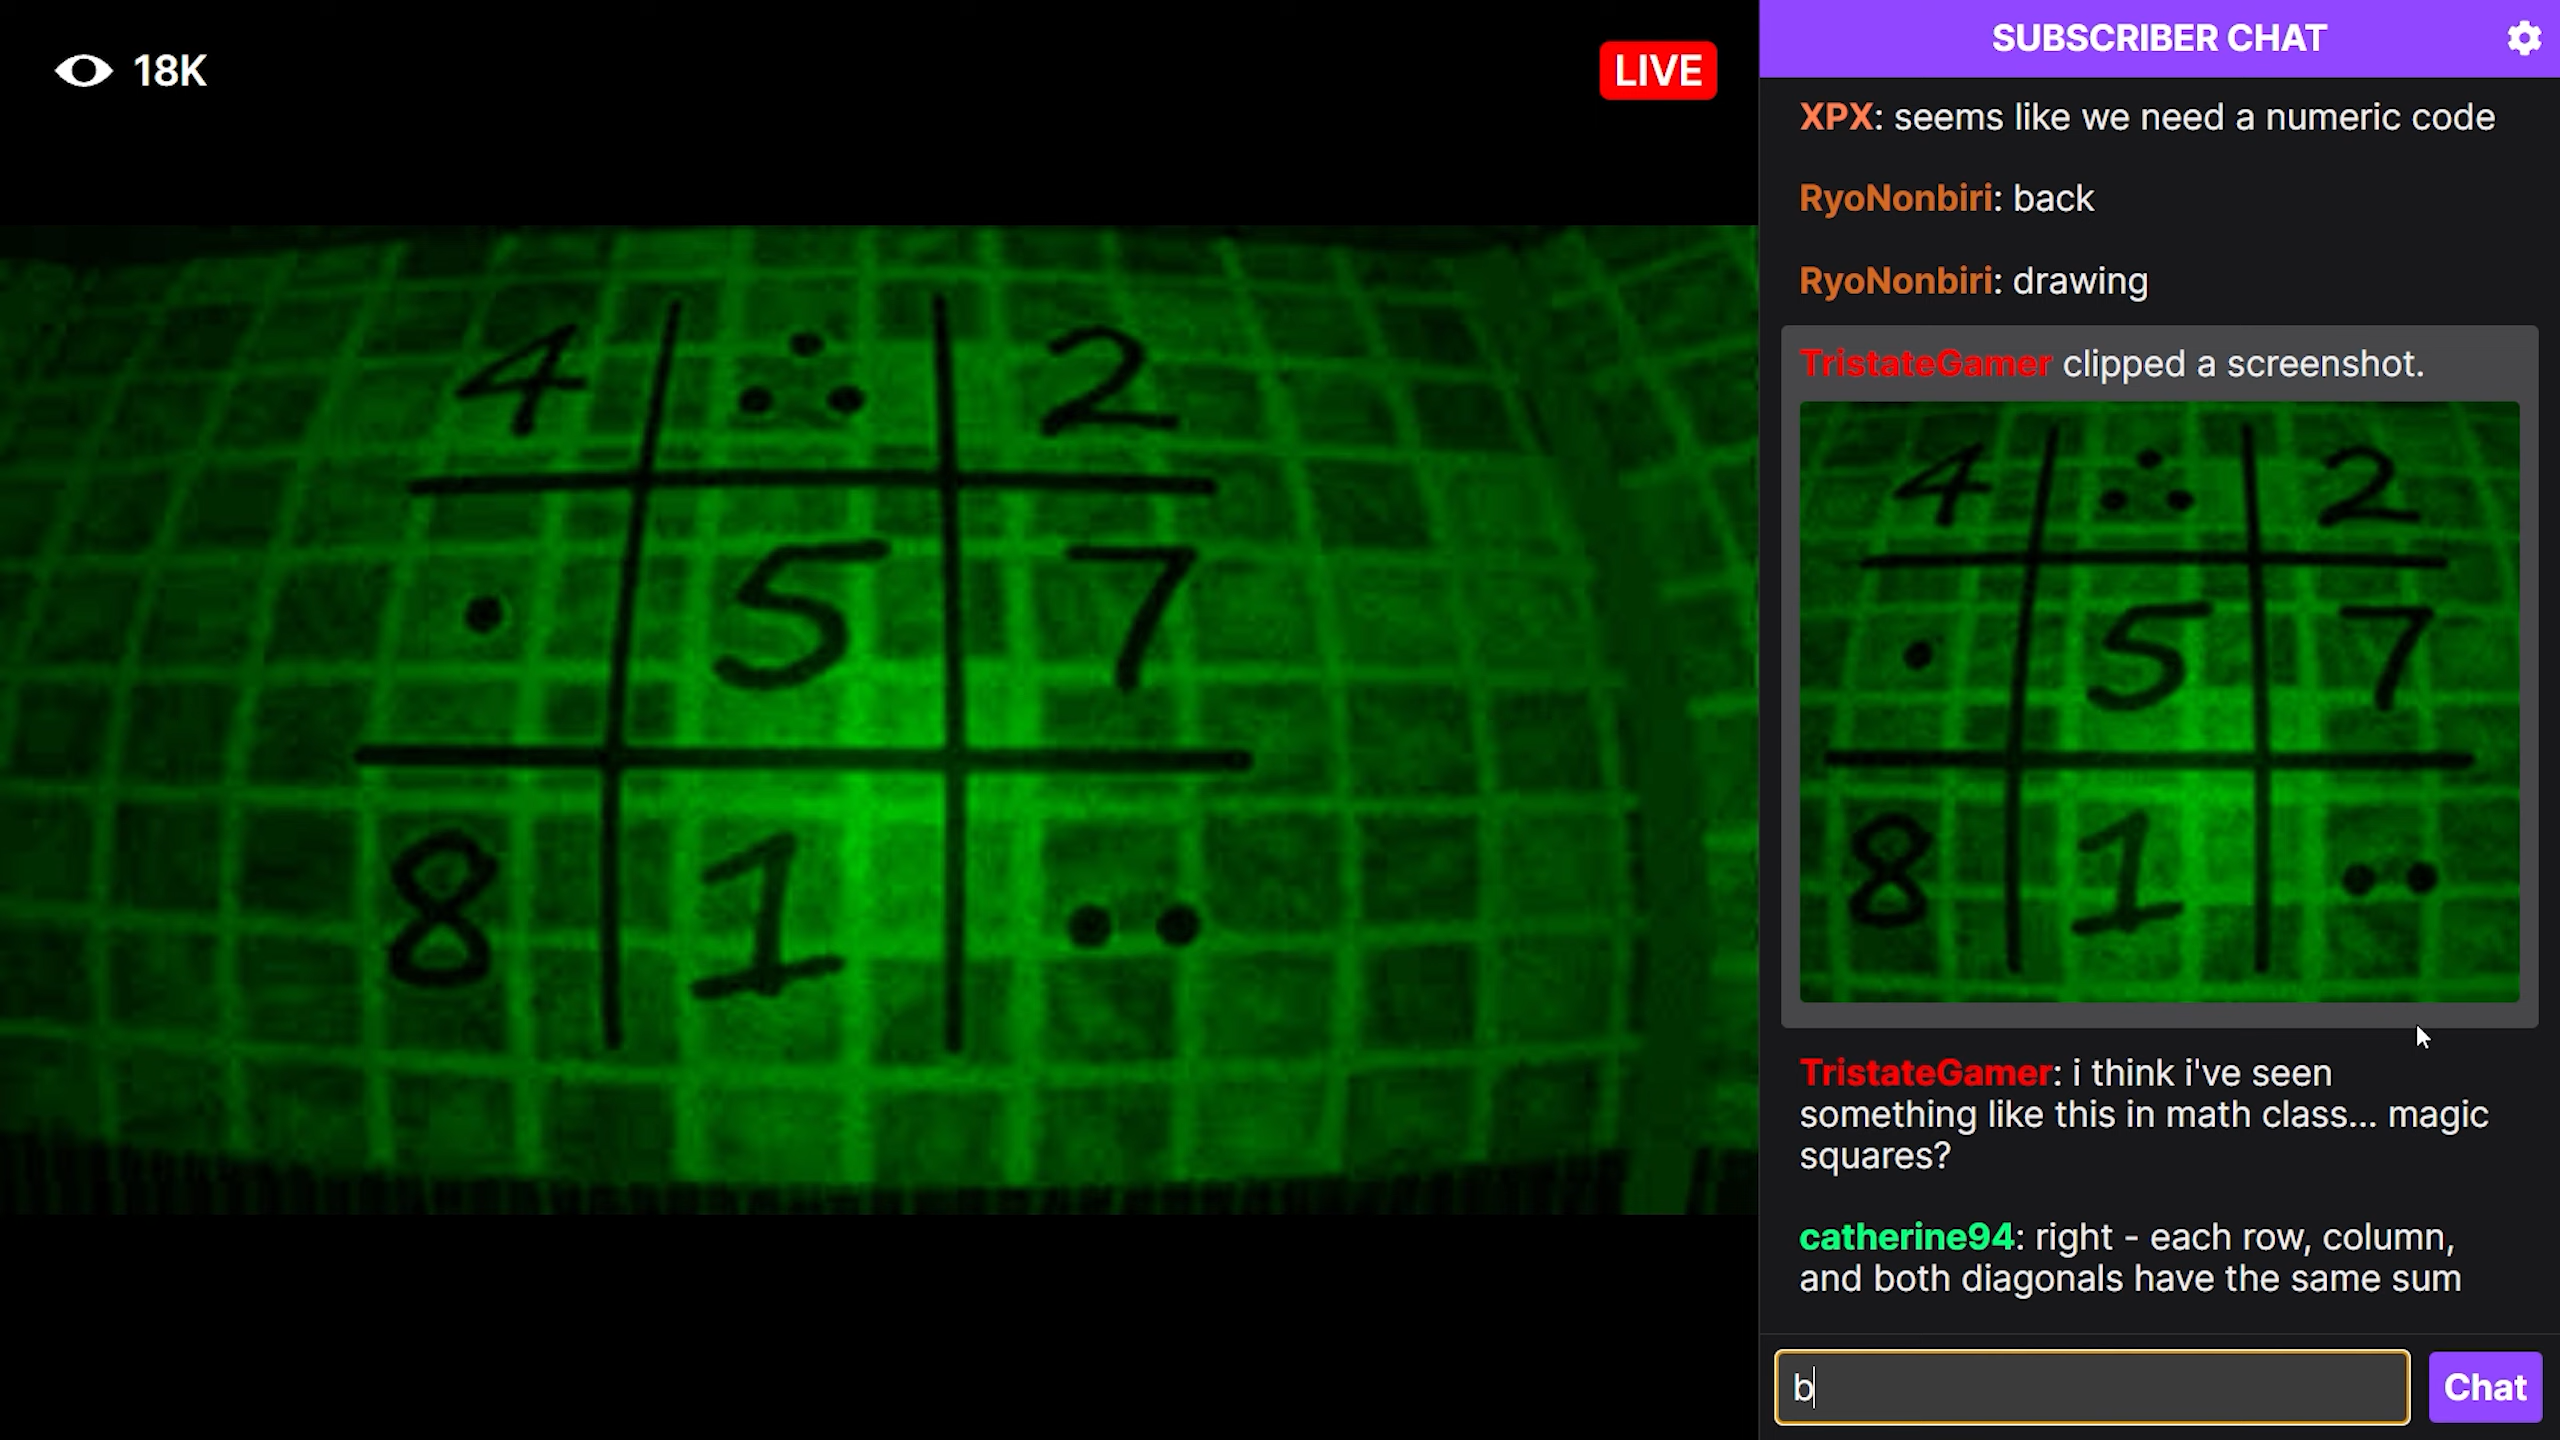 18K
LIVE
4 2
5 7
8 1
SUBSCRIBER CHAT
XPX: seems like we need a numeric code
RyoNonbiri: back
RyoNonbiri: drawing
TristateGamer clipped a screenshot.
4 2
5 7
8 1
TristateGamer: i think i've seen
something like this in math class... magic
squares?
catherine94: right - each row, column,
and both diagonals have the same sum
b
Chat